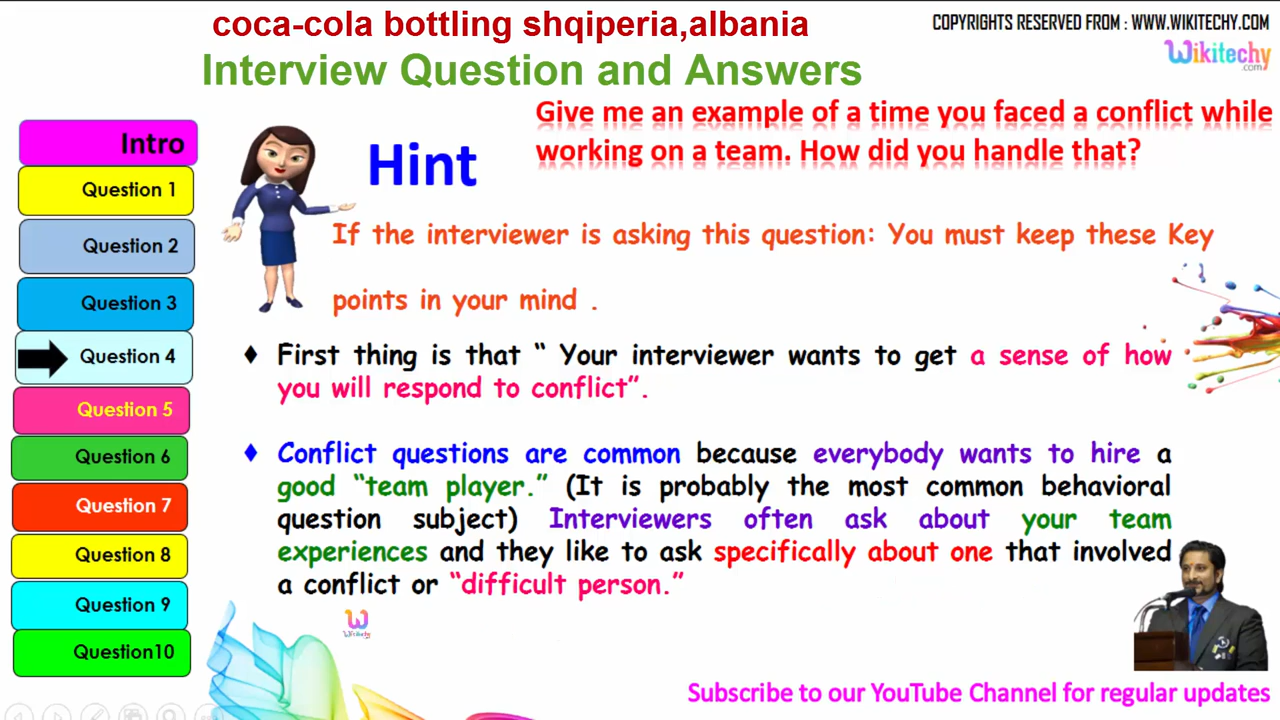 coca-cola bottling shqiperia,albania
Interview Question and Answers
COPYRIGHTS RESERVED FROM : WWW.WIKITECHY.COM
Wikitechy
.com
Intro
Question 1
Question 2
Question 3
Question 4
Question 5
Question 6
Question 7
Question 8
Question 9
Question10
Give me an example of a time you faced a conflict while
working on a team. How did you handle that?
Hint
If the interviewer is asking this question: You must keep these Key
points in your mind .
♦ First thing is that “ Your interviewer wants to get a sense of how
you will respond to conflict”.
♦ Conflict questions are common because everybody wants to hire a
good “team player.” (It is probably the most common behavioral
question subject) Interviewers often ask about your team
experiences and they like to ask specifically about one that involved
a conflict or “difficult person.”
W
Wikitechy
Subscribe to our YouTube Channel for regular updates